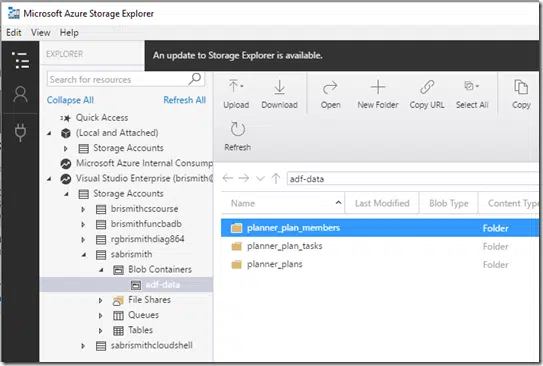 Microsoft Azure Storage Explorer
Edit View Help
EXPLORER
An update to Storage Explorer is available.
Search for resources
Collapse All Refresh All
Quick Access
(Local and Attached)
Storage Accounts
Microsoft Azure Internal Consump
Visual Studio Enterprise (brismith@
Storage Accounts
brismithcscourse
brismithfuncbadb
rgbrismithdiag864
sabrismith
Blob Containers
adf-data
File Shares
Queues
Tables
sabrismithcloudshell
Upload Download Open New Folder Copy URL Select All Copy
Refresh
adf-data
Name Last Modified Blob Type Content Type
planner_plan_members Folder
planner_plan_tasks Folder
planner_plans Folder